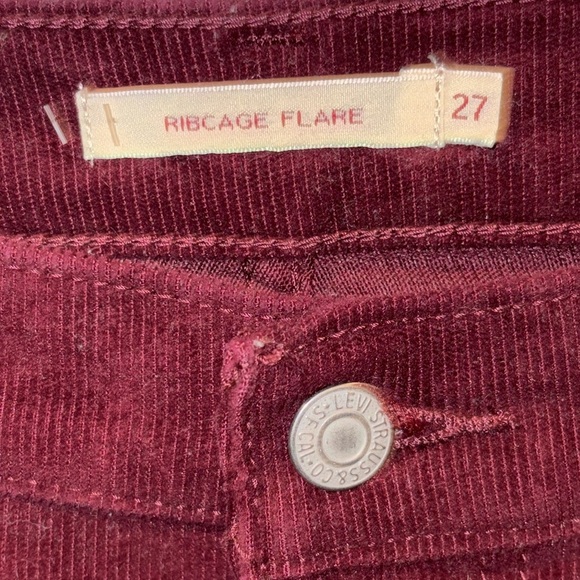 RIBCAGE FLARE
27
LEVI STRAUSS & CO • S.F. CAL •